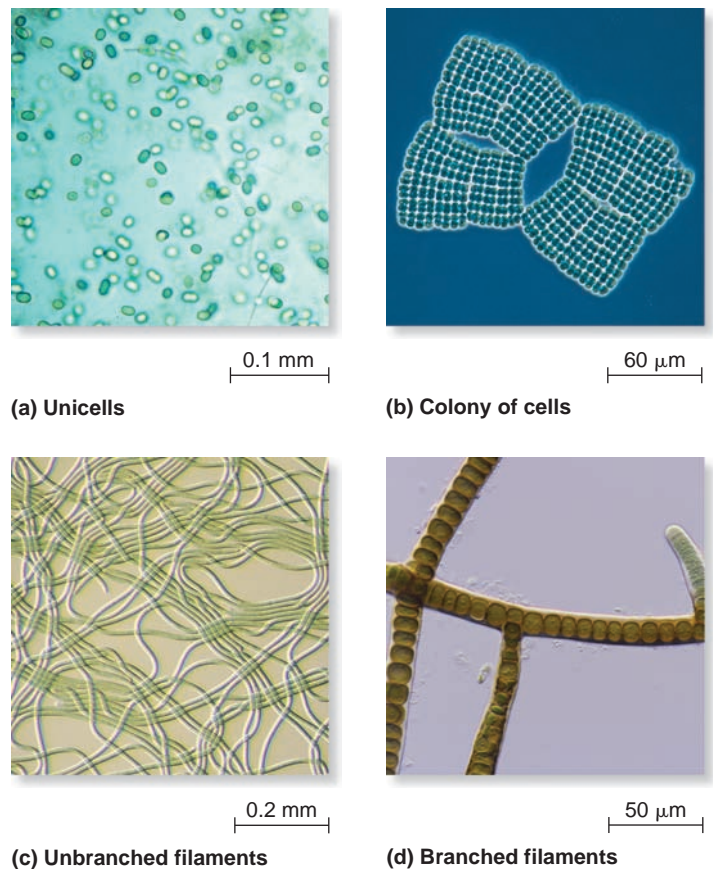 0.1 mm
60 μm
(a) Unicells
(b) Colony of cells
0.2 mm
50 μm
(c) Unbranched filaments
(d) Branched filaments